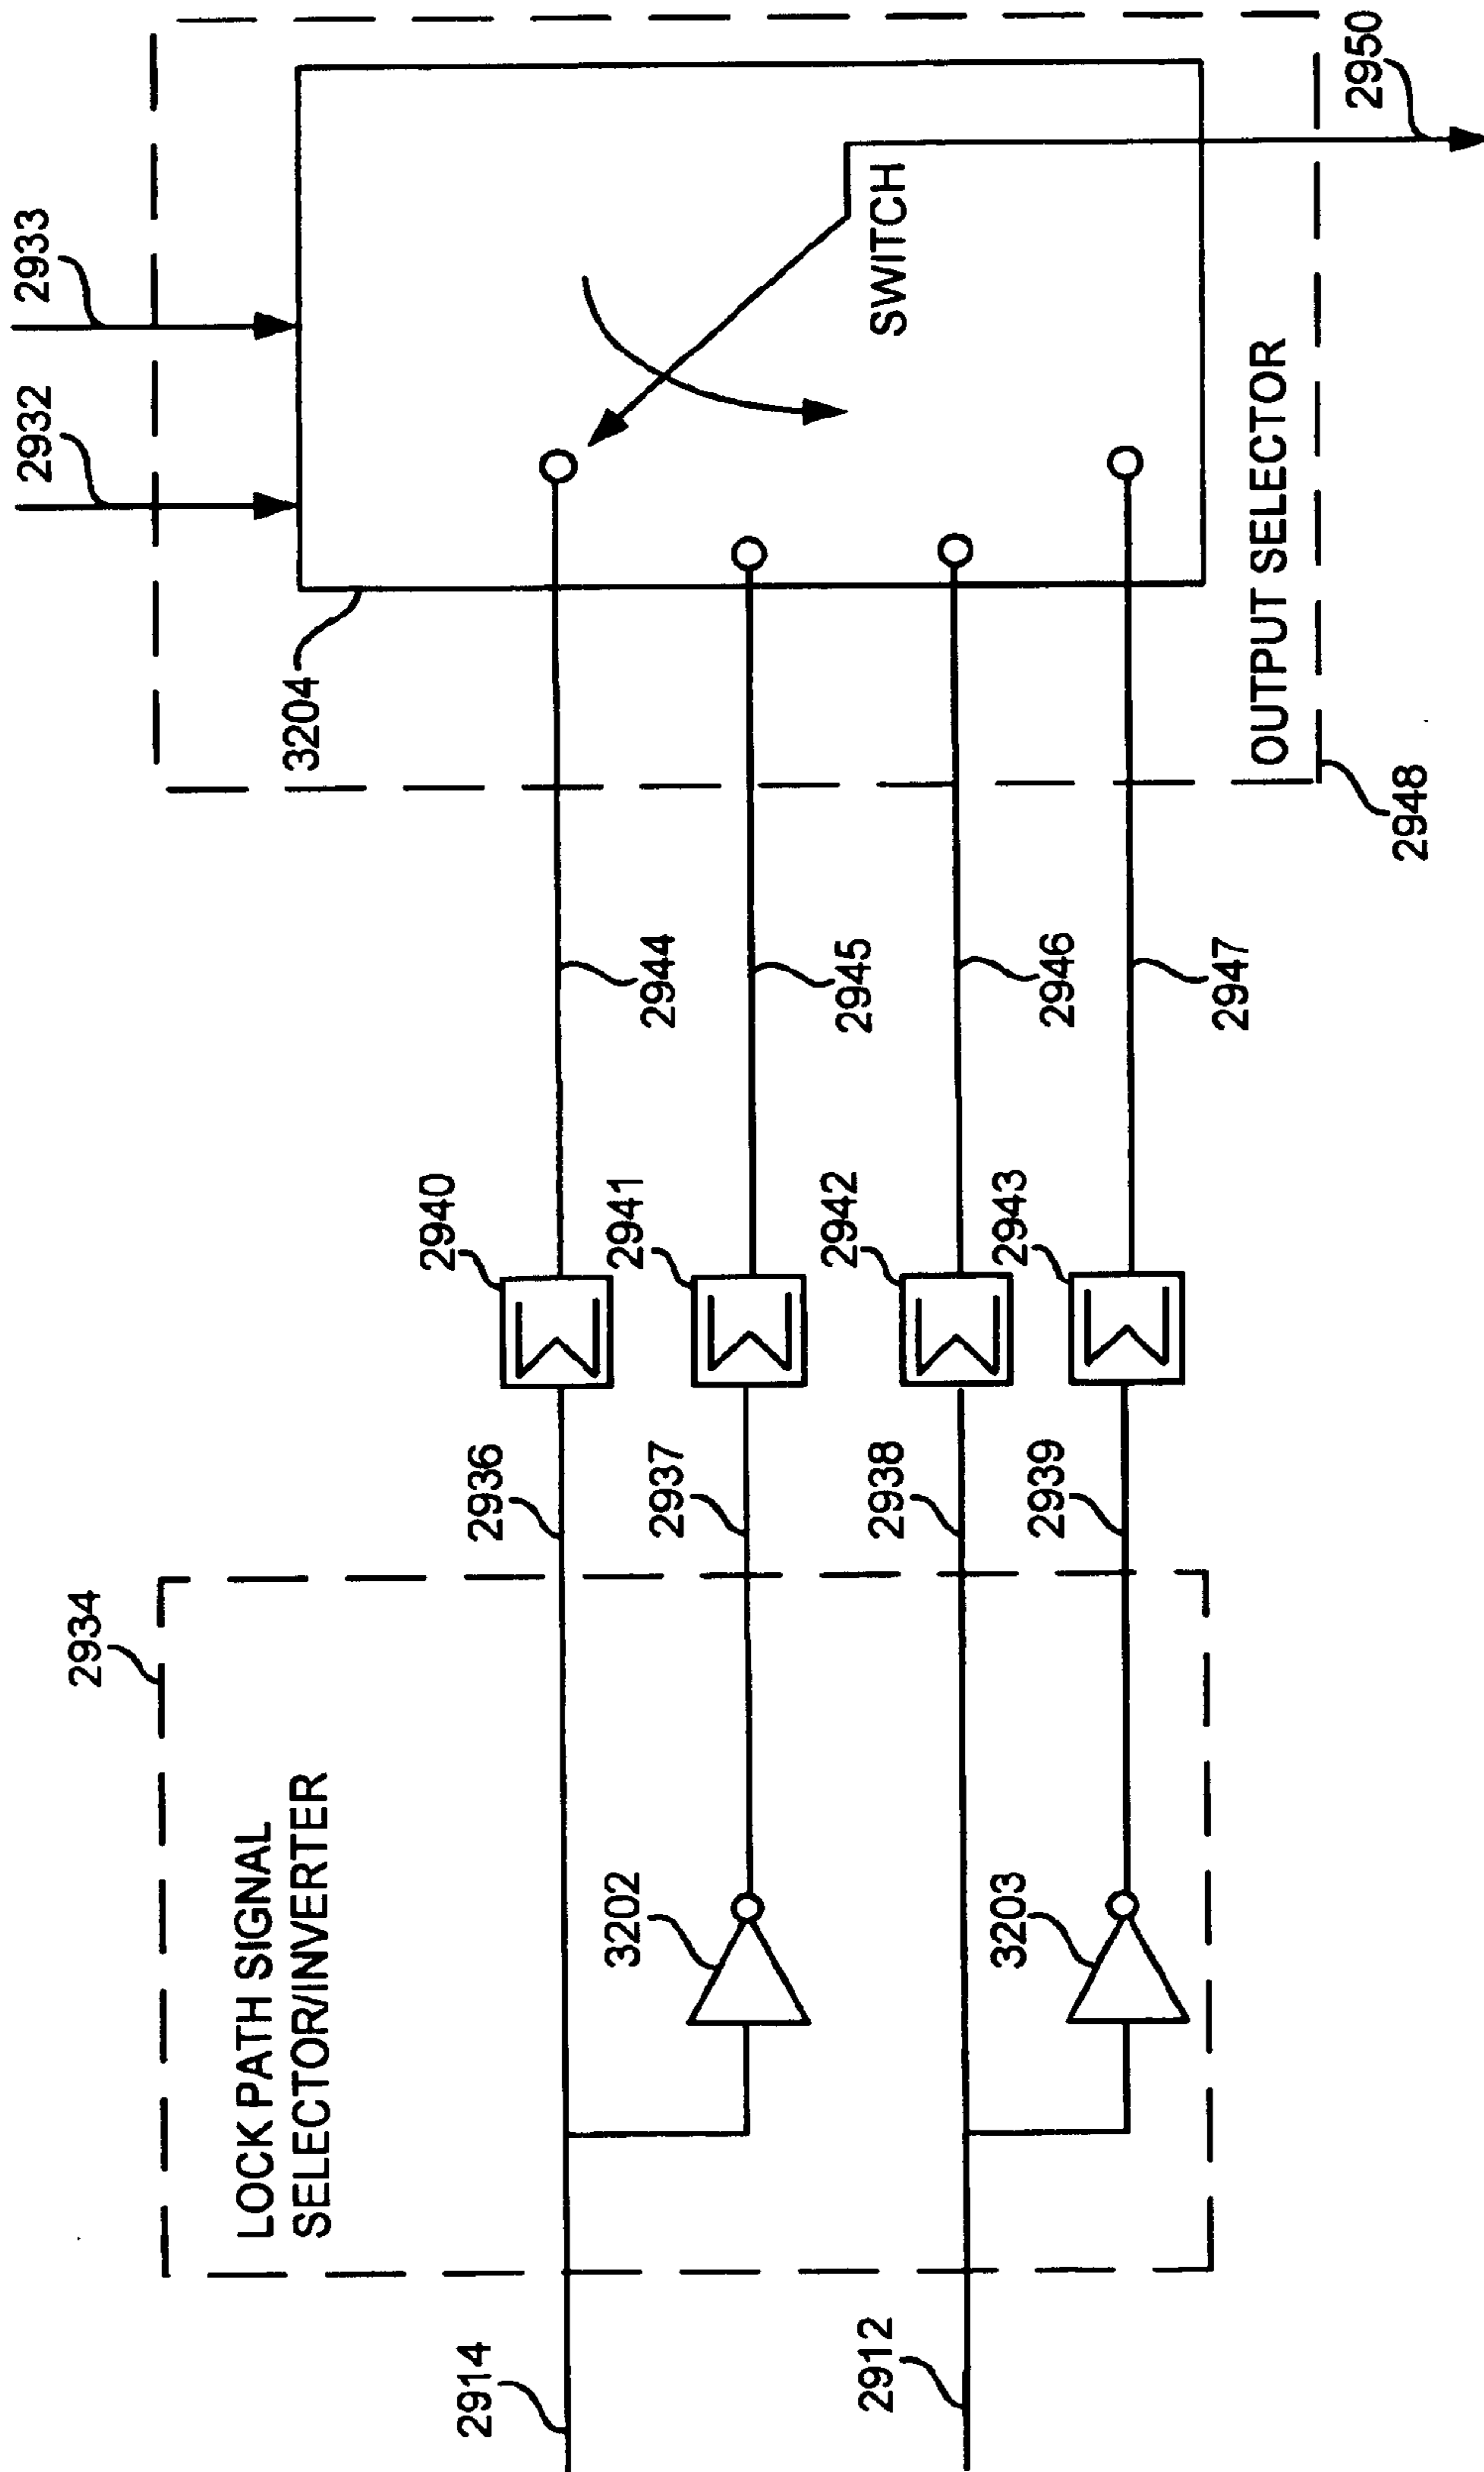 2932
2933
2934
LOCK PATH SIGNAL
SELECTOR/INVERTER
3204
2914
2936
2940
Σ
2944
3202
2937
2941
Σ
2945
2912
2938
2942
Σ
2946
SWITCH
3203
2939
2943
Σ
2947
OUTPUT SELECTOR
2948
2950